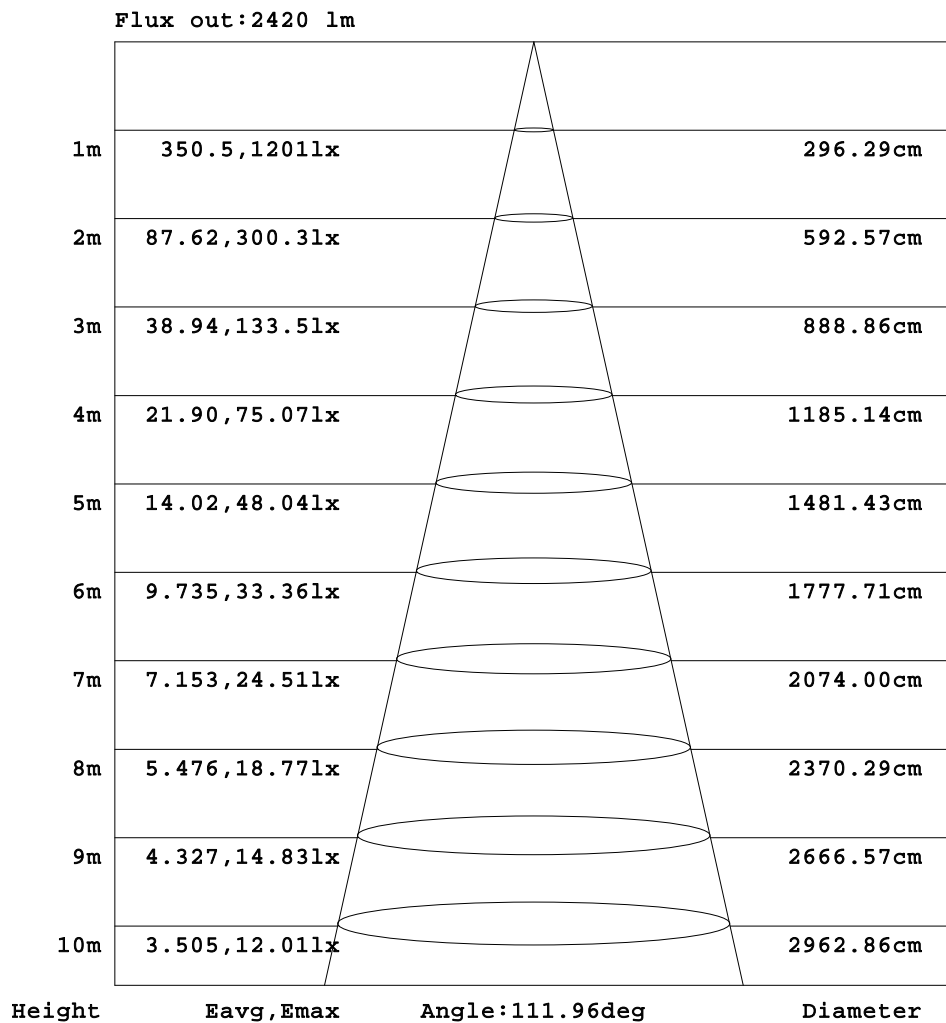 Flux out:2420 lm
1m 350.5,1201lx 296.29cm
2m 87.62,300.3lx 592.57cm
3m 38.94,133.5lx 888.86cm
4m 21.90,75.07lx 1185.14cm
5m 14.02,48.04lx 1481.43cm
6m 9.735,33.36lx 1777.71cm
7m 7.153,24.51lx 2074.00cm
8m 5.476,18.77lx 2370.29cm
9m 4.327,14.83lx 2666.57cm
10m 3.505,12.01lx 2962.86cm
Height Eavg,Emax Angle:111.96deg Diameter